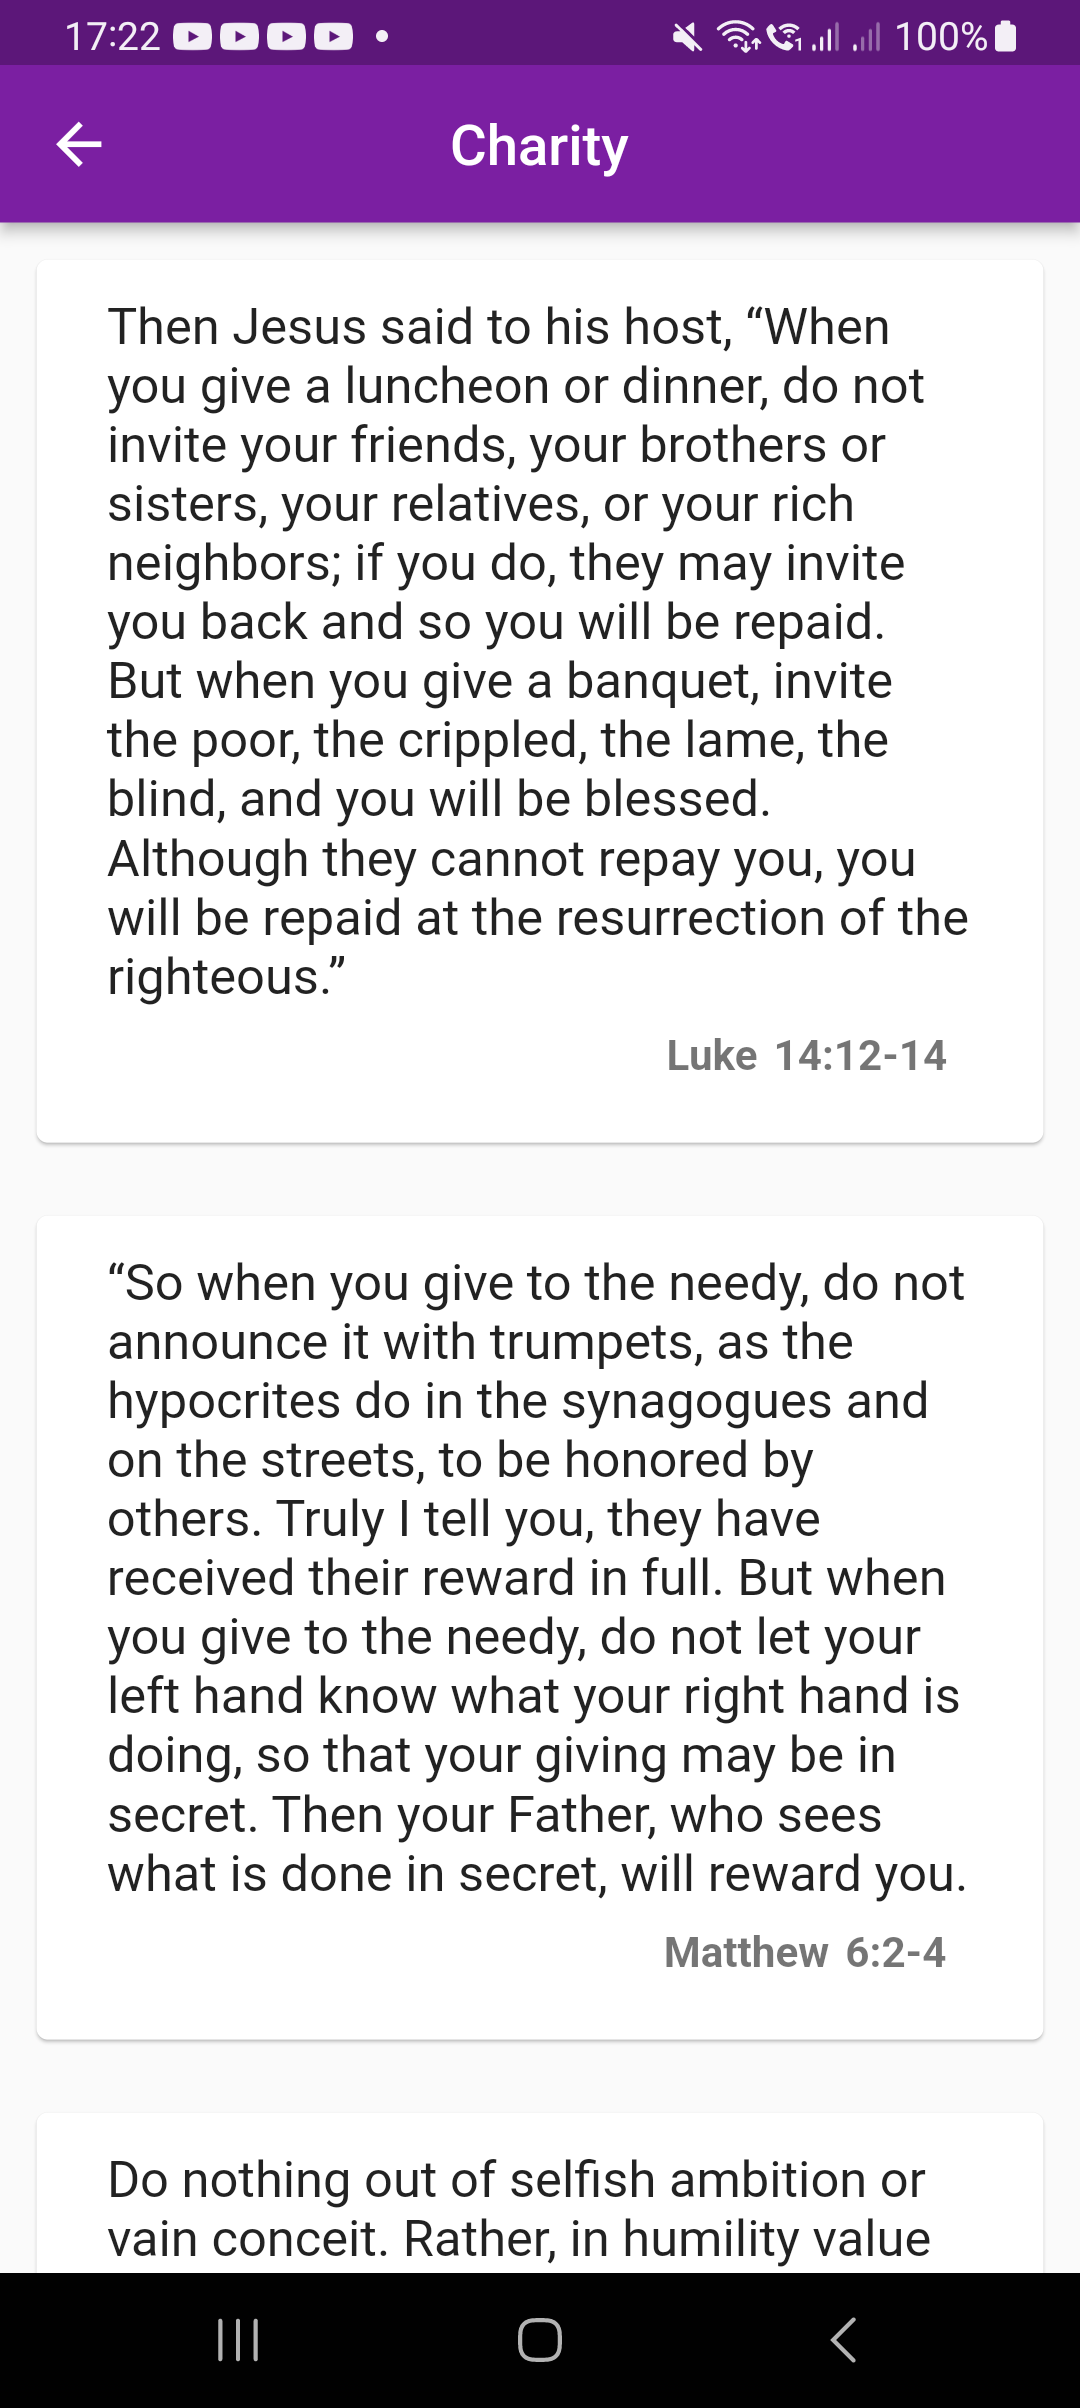 17:22
100%
Charity
Then Jesus said to his host, “When
you give a luncheon or dinner, do not
invite your friends, your brothers or
sisters, your relatives, or your rich
neighbors; if you do, they may invite
you back and so you will be repaid.
But when you give a banquet, invite
the poor, the crippled, the lame, the
blind, and you will be blessed.
Although they cannot repay you, you
will be repaid at the resurrection of the
righteous.”
Luke 14:12-14
“So when you give to the needy, do not
announce it with trumpets, as the
hypocrites do in the synagogues and
on the streets, to be honored by
others. Truly I tell you, they have
received their reward in full. But when
you give to the needy, do not let your
left hand know what your right hand is
doing, so that your giving may be in
secret. Then your Father, who sees
what is done in secret, will reward you.
Matthew 6:2-4
Do nothing out of selfish ambition or
vain conceit. Rather, in humility value